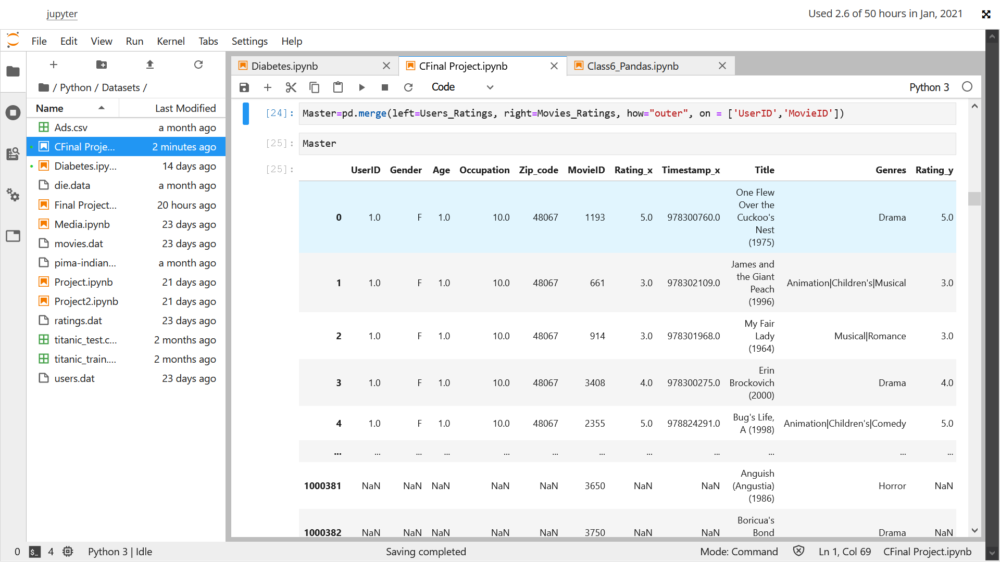 jupyter
Used 2.6 of 50 hours in Jan, 2021
File Edit View Run Kernel Tabs Settings Help
/ Python / Datasets /
Name Last Modified
Ads.csv a month ago
CFinal Proje... 2 minutes ago
Diabetes.ipy... 14 days ago
die.data a month ago
Final Project... 20 hours ago
Media.ipynb 23 days ago
movies.dat 23 days ago
pima-indian... a month ago
Project.ipynb 21 days ago
Project2.ipynb 21 days ago
ratings.dat 23 days ago
titanic_test.c... 2 months ago
titanic_train.... 2 months ago
users.dat 23 days ago
Diabetes.ipynb CFinal Project.ipynb Class6_Pandas.ipynb
Code Python 3
[24]: Master=pd.merge(left=Users_Ratings, right=Movies_Ratings, how="outer", on = ['UserID','MovieID'])
[25]: Master
[25]:
UserID Gender Age Occupation Zip_code MovieID Rating_x Timestamp_x Title Genres Rating_y
0 1.0 F 1.0 10.0 48067 1193 5.0 978300760.0 One Flew Over the Cuckoo's Nest (1975) Drama 5.0
1 1.0 F 1.0 10.0 48067 661 3.0 978302109.0 James and the Giant Peach (1996) Animation|Children's|Musical 3.0
2 1.0 F 1.0 10.0 48067 914 3.0 978301968.0 My Fair Lady (1964) Musical|Romance 3.0
3 1.0 F 1.0 10.0 48067 3408 4.0 978300275.0 Erin Brockovich (2000) Drama 4.0
4 1.0 F 1.0 10.0 48067 2355 5.0 978824291.0 Bug's Life, A (1998) Animation|Children's|Comedy 5.0
... ... ... ... ... ... ... ... ... ... ... ...
1000381 NaN NaN NaN NaN NaN 3650 NaN NaN Anguish (Angustia) (1986) Horror NaN
1000382 NaN NaN NaN NaN NaN 3750 NaN NaN Boricua's Bond Drama NaN
0 $_ 4 Python 3 | Idle Saving completed Mode: Command Ln 1, Col 69 CFinal Project.ipynb